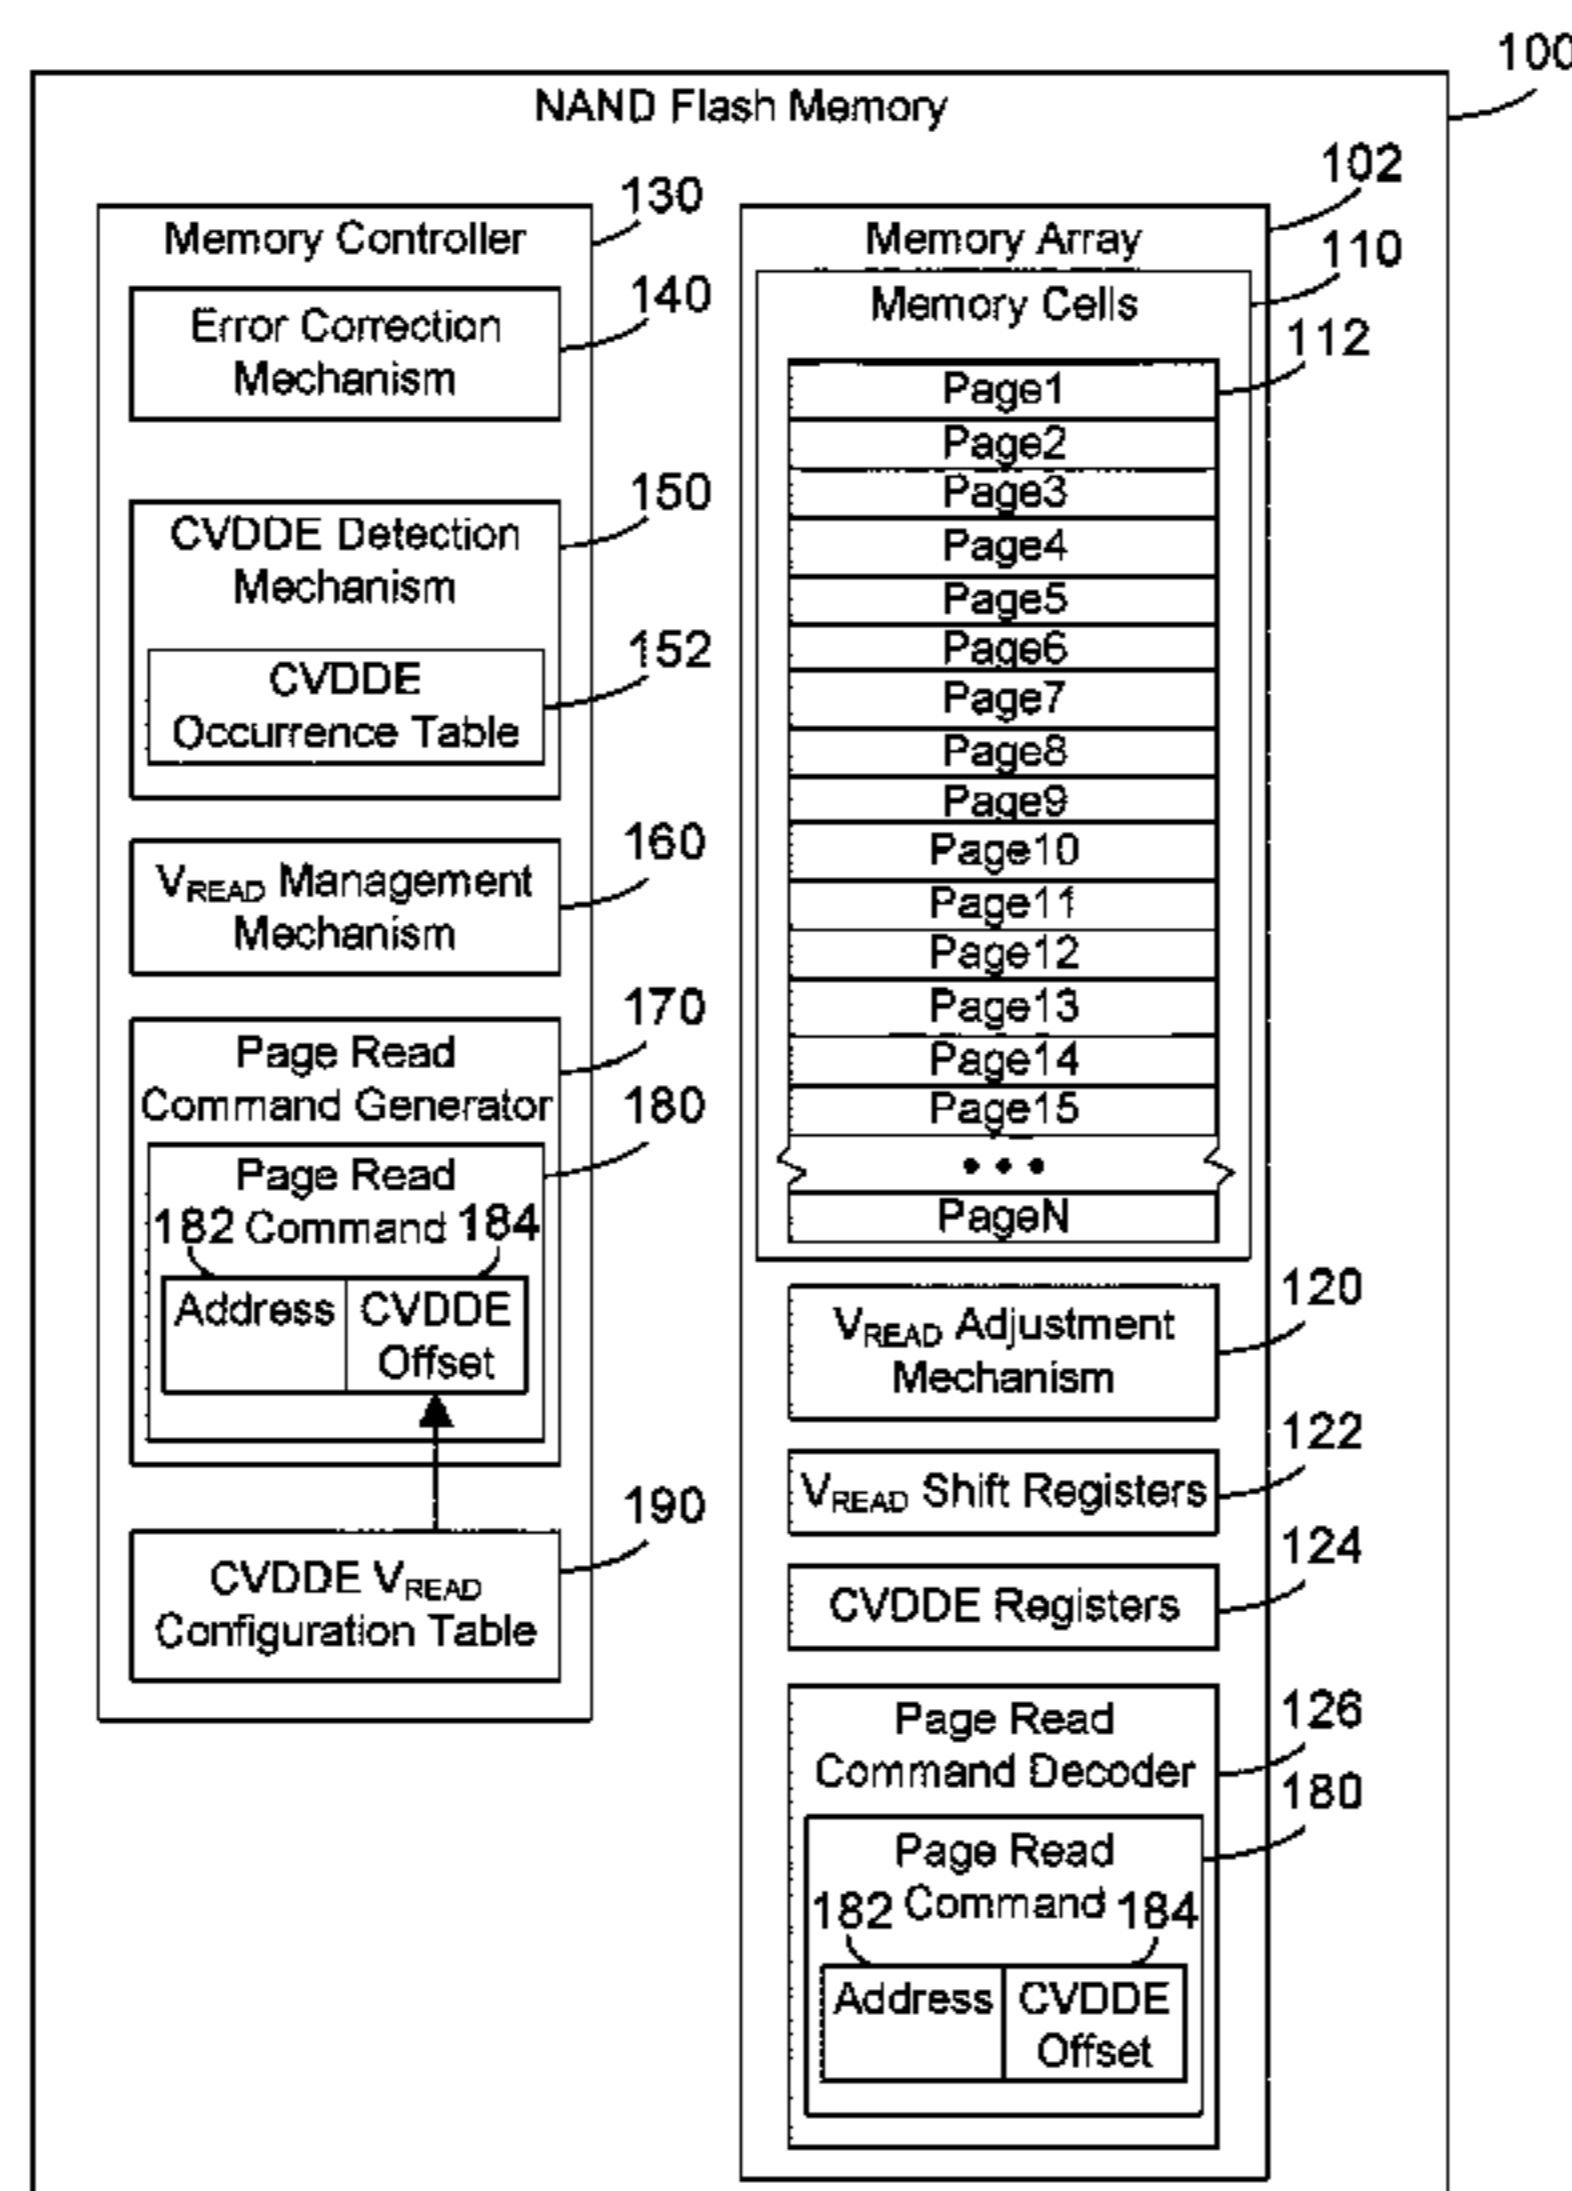 100
NAND Flash Memory
130
Memory Controller
140
Error Correction
Mechanism
150
CVDDE Detection
Mechanism
152
CVDDE
Occurrence Table
160
VREAD Management
Mechanism
170
Page Read
Command Generator
180
Page Read
182 Command 184
Address CVDDE
Offset
190
CVDDE VREAD
Configuration Table
102
Memory Array
110
Memory Cells
112
Page1
Page2
Page3
Page4
Page5
Page6
Page7
Page8
Page9
Page10
Page11
Page12
Page13
Page14
Page15
• • •
PageN
120
VREAD Adjustment
Mechanism
122
VREAD Shift Registers
124
CVDDE Registers
126
Page Read
Command Decoder
180
Page Read
182 Command 184
Address CVDDE
Offset